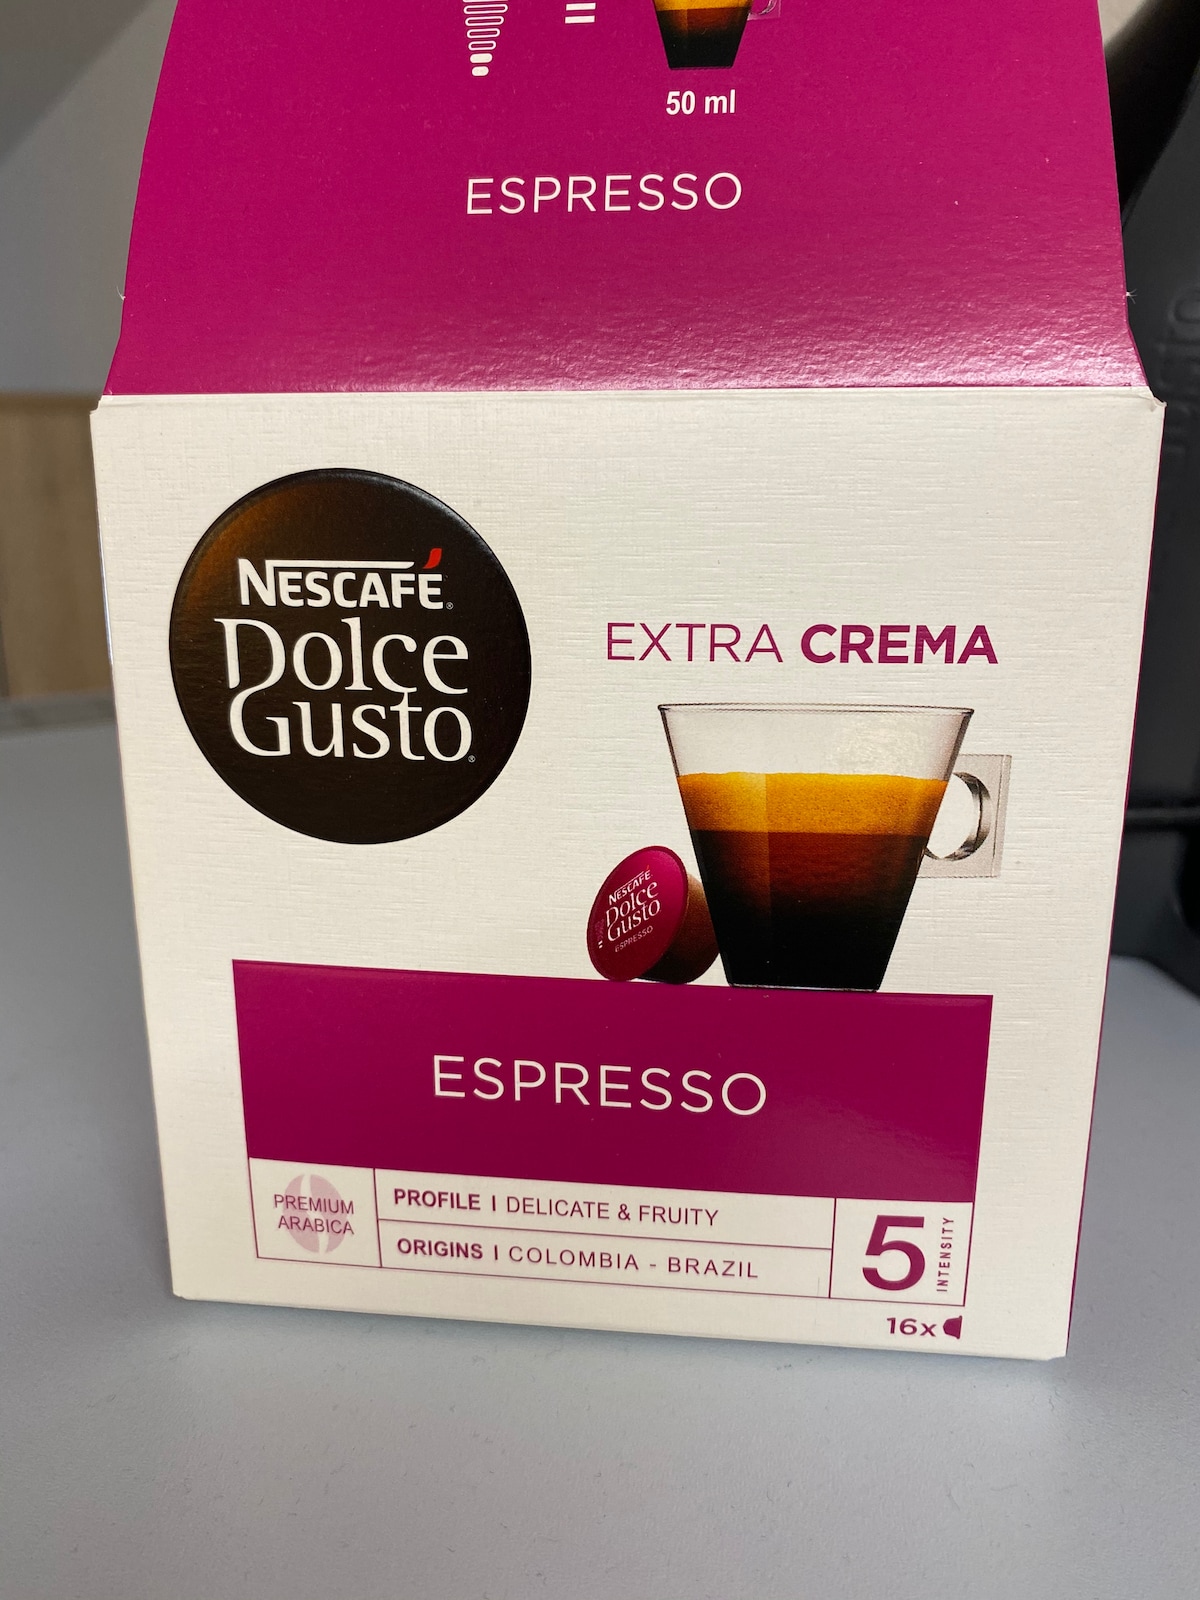 50 ml
ESPRESSO
NESCAFÉ®
Dolce
Gusto®
EXTRA CREMA
NESCAFÉ
Dolce
Gusto
ESPRESSO
ESPRESSO
PREMIUM
ARABICA
PROFILE I DELICATE & FRUITY
ORIGINS I COLOMBIA - BRAZIL
5
INTENSITY
16x